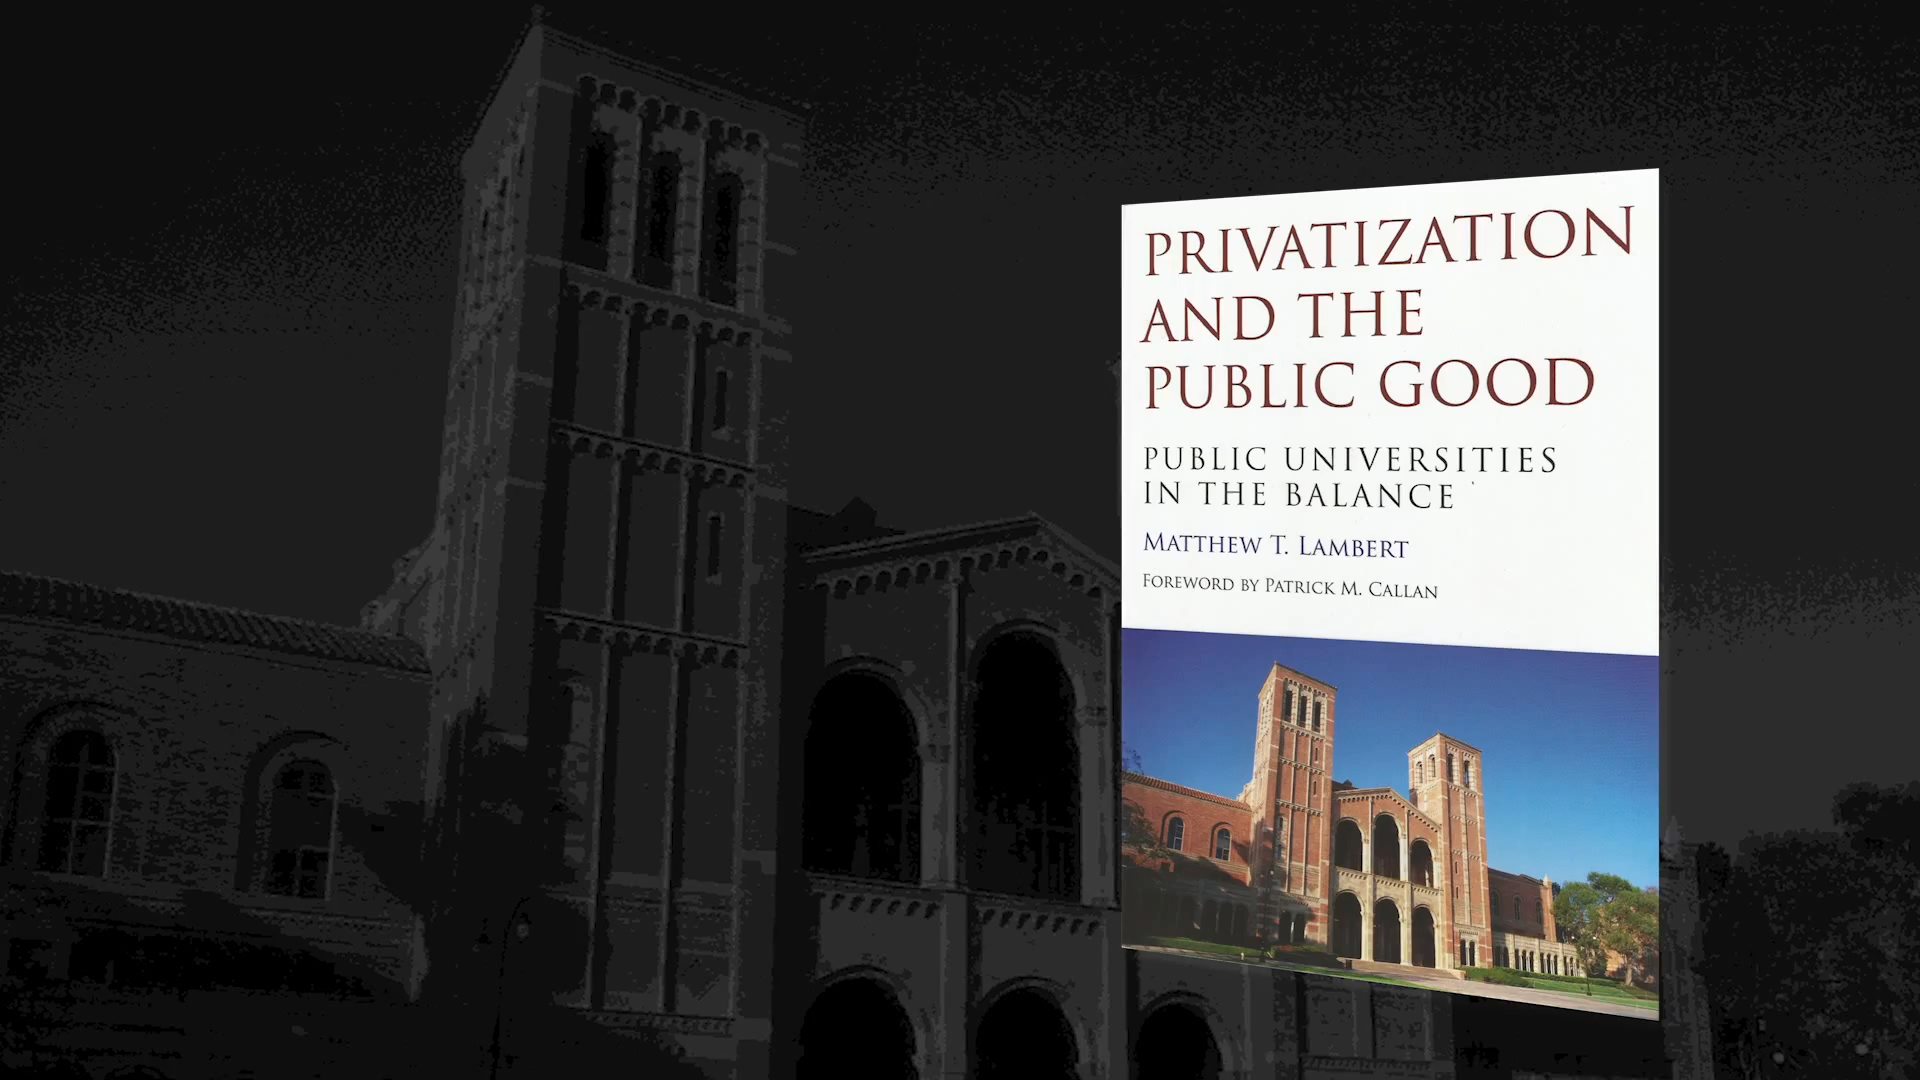 PRIVATIZATION
AND THE
PUBLIC GOOD
PUBLIC UNIVERSITIES
IN THE BALANCE
MATTHEW T. LAMBERT
FOREWORD BY PATRICK M. CALLAN